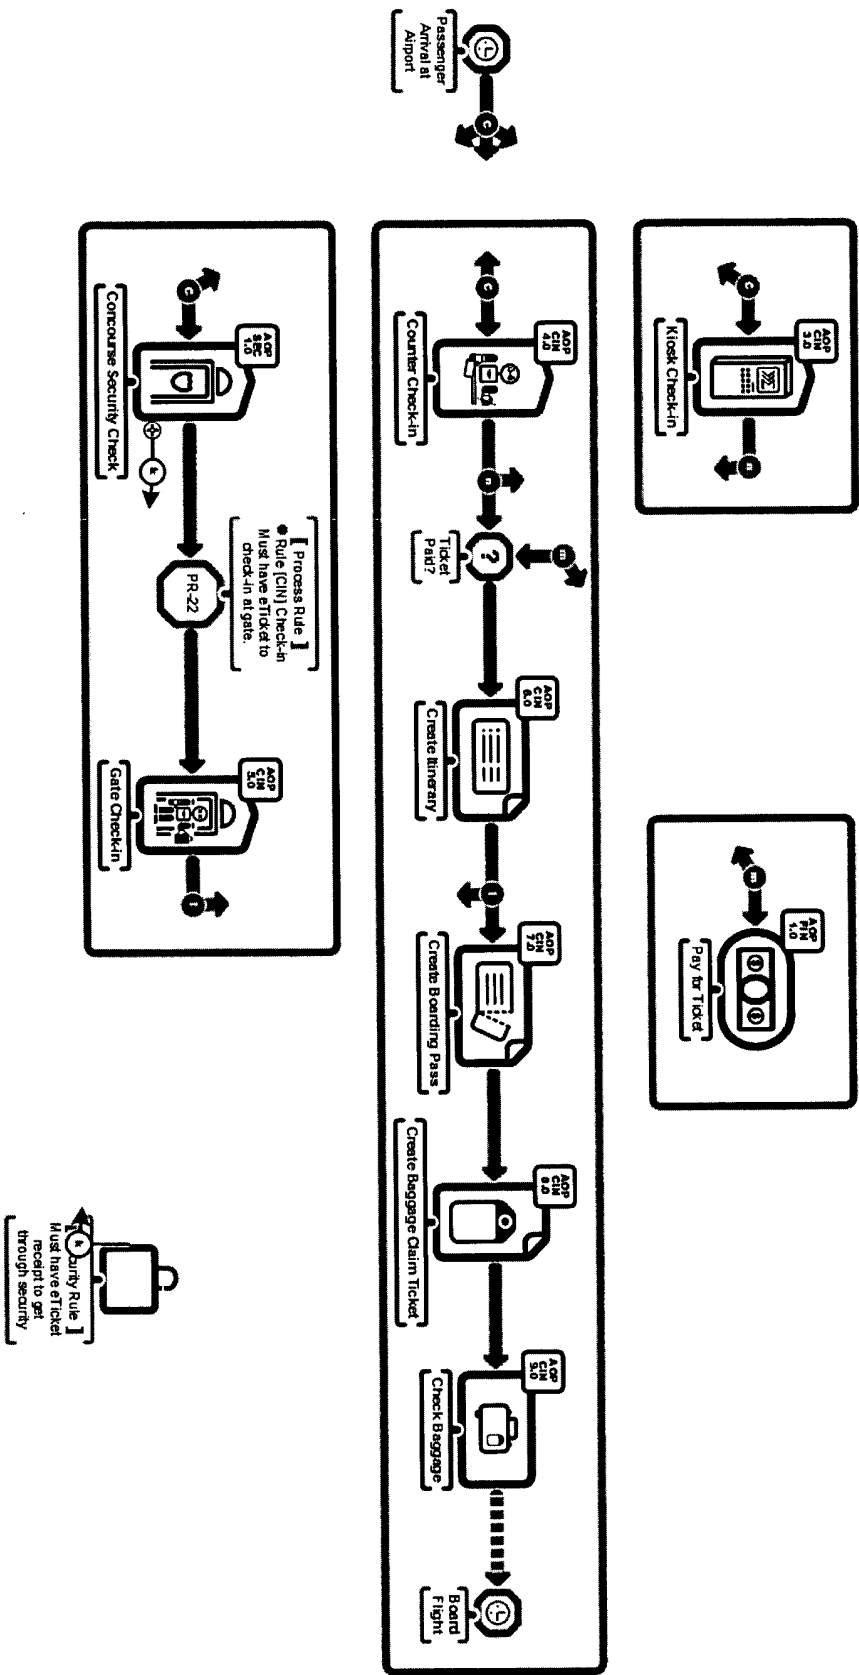 AOP
CIN
3.0
Kiosk Check-in
AOP
FIN
1.0
Pay for Ticket
Passenger
Arrival at
Airport
AOP
CIN
4.0
Counter Check-in
?
Ticket
Paid?
m
AOP
CIN
6.0
Create Itinerary
AOP
CIN
7.0
Create Boarding Pass
AOP
CIN
8.0
Create Baggage Claim Ticket
AOP
CIN
9.0
Check Baggage
Board
Flight
[ Process Rule ]
● Rule [CIN] Check-in
Must have eTicket to
check-in at gate.
AOP
SEC
1.0
Concourse Security Check
k
PR-22
AOP
CIN
5.0
Gate Check-in
k
curity Rule ]
Must have eTicket
receipt to get
through security